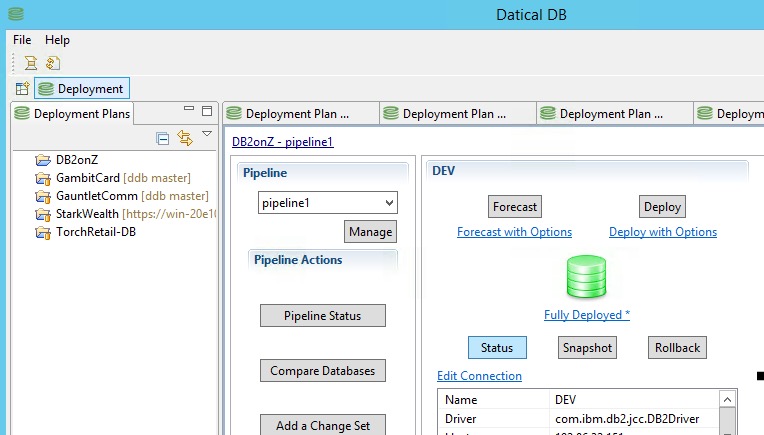 Datical DB
File Help
Deployment
Deployment Plans
Deployment Plan ... Deployment Plan ... Deployment Plan ... Deploym
DB2onZ
GambitCard [ddb master]
GauntletComm [ddb master]
StarkWealth [https://win-20e10
TorchRetail-DB
DB2onZ - pipeline1
Pipeline
pipeline1
Manage
Pipeline Actions
Pipeline Status
Compare Databases
Add a Change Set
DEV
Forecast Deploy
Forecast with Options Deploy with Options
Fully Deployed *
Status Snapshot Rollback
Edit Connection
Name DEV
Driver com.ibm.db2.jcc.DB2Driver